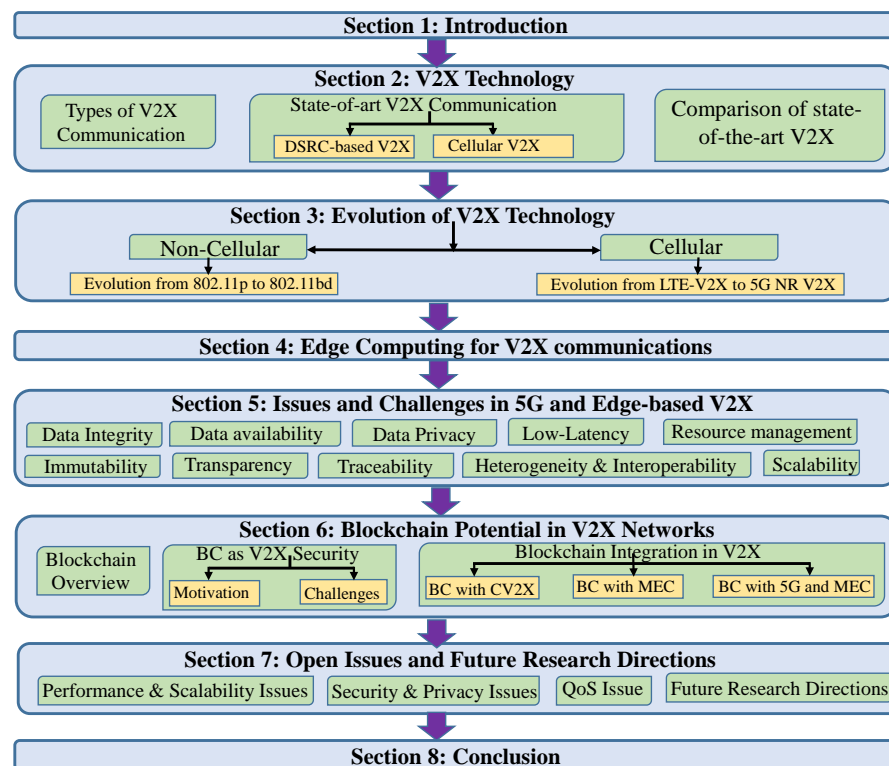 Section 1: Introduction
Section 2: V2X Technology
Types of V2X
Communication
State-of-art V2X Communication
DSRC-based V2X
Cellular V2X
Comparison of state-
of-the-art V2X
Section 3: Evolution of V2X Technology
Non-Cellular
Cellular
Evolution from 802.11p to 802.11bd
Evolution from LTE-V2X to 5G NR V2X
Section 4: Edge Computing for V2X communications
Section 5: Issues and Challenges in 5G and Edge-based V2X
Data Integrity
Data availability
Data Privacy
Low-Latency
Resource management
Immutability
Transparency
Traceability
Heterogeneity & Interoperability
Scalability
Section 6: Blockchain Potential in V2X Networks
Blockchain
Overview
BC as V2X Security
Motivation
Challenges
Blockchain Integration in V2X
BC with CV2X
BC with MEC
BC with 5G and MEC
Section 7: Open Issues and Future Research Directions
Performance & Scalability Issues
Security & Privacy Issues
QoS Issue
Future Research Directions
Section 8: Conclusion